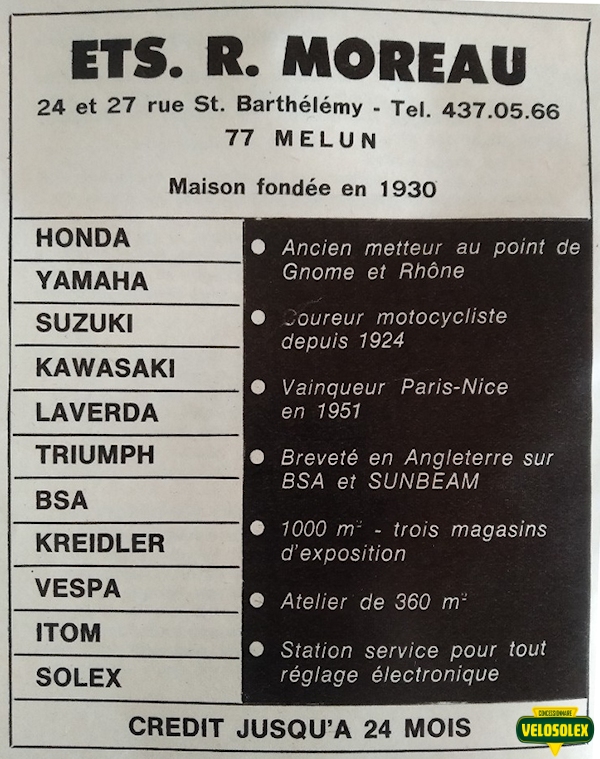 ETS. R. MOREAU
24 et 27 rue St. Barthélémy - Tel. 437.05.66
77 MELUN
Maison fondée en 1930
HONDA
YAMAHA
SUZUKI
KAWASAKI
LAVERDA
TRIUMPH
BSA
KREIDLER
VESPA
ITOM
SOLEX
● Ancien metteur au point de
Gnome et Rhône
● Coureur motocycliste
depuis 1924
● Vainqueur Paris-Nice
en 1951
● Breveté en Angleterre sur
BSA et SUNBEAM
● 1000 m² - trois magasins
d'exposition
● Atelier de 360 m²
● Station service pour tout
réglage électronique
CREDIT JUSQU'A 24 MOIS
CONCESSIONNAIRE
VELOSOLEX